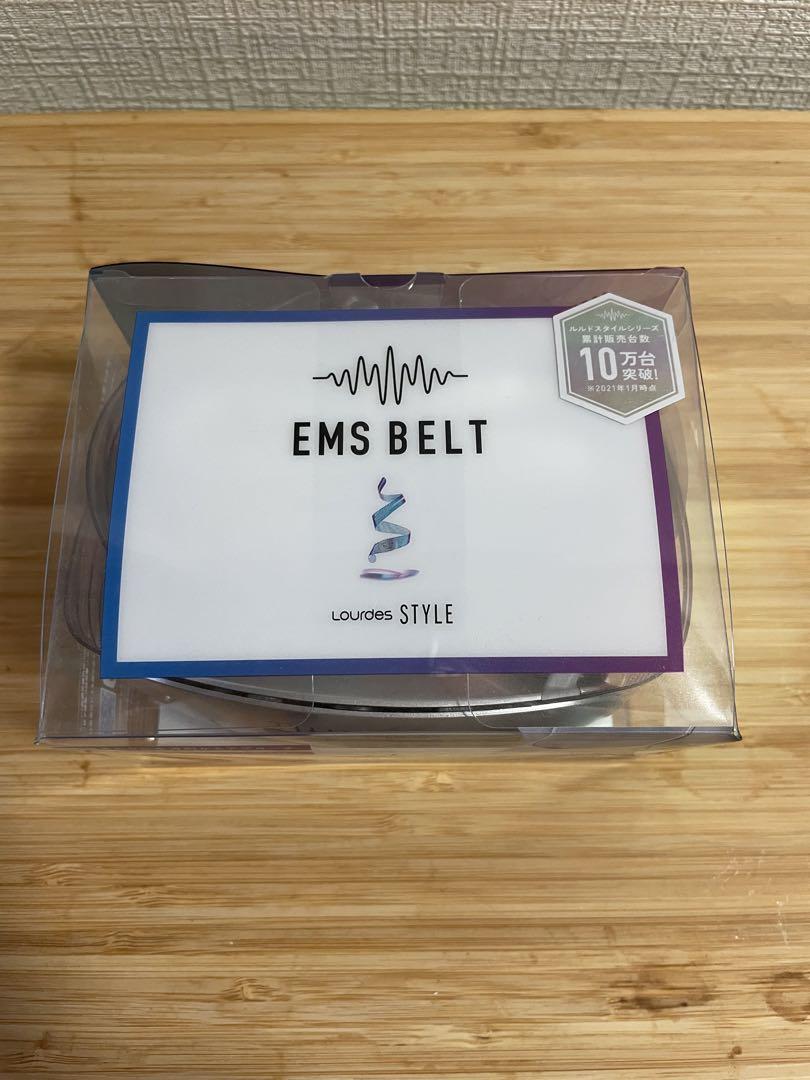 ルルドスタイルシリーズ
累計販売台数
10万台
突破!
※2021年1月時点
EMS BELT
Lourdes STYLE